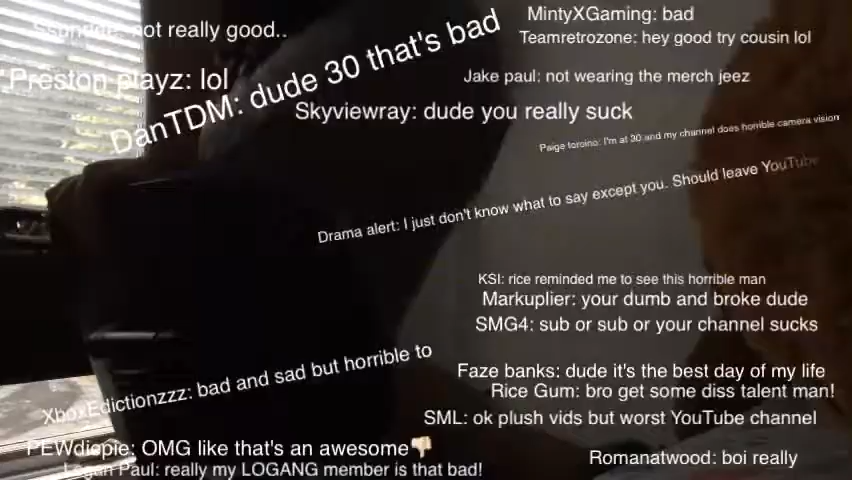 Ssundee: not really good..
MintyXGaming: bad
Teamretrozone: hey good try cousin lol
Preston playz: lol
DanTDM: dude 30 that's bad
Jake paul: not wearing the merch jeez
Skyviewray: dude you really suck
Paige toroino: I'm at 30 and my channel does horrible camera vision
Drama alert: I just don't know what to say except you. Should leave YouTube
KSI: rice reminded me to see this horrible man
Markuplier: your dumb and broke dude
SMG4: sub or sub or your channel sucks
XboxEdictionzzz: bad and sad but horrible to
Faze banks: dude it's the best day of my life
Rice Gum: bro get some diss talent man!
SML: ok plush vids but worst YouTube channel
PEWdiepie: OMG like that's an awesome👎🏻
Logan Paul: really my LOGANG member is that bad!
Romanatwood: boi really